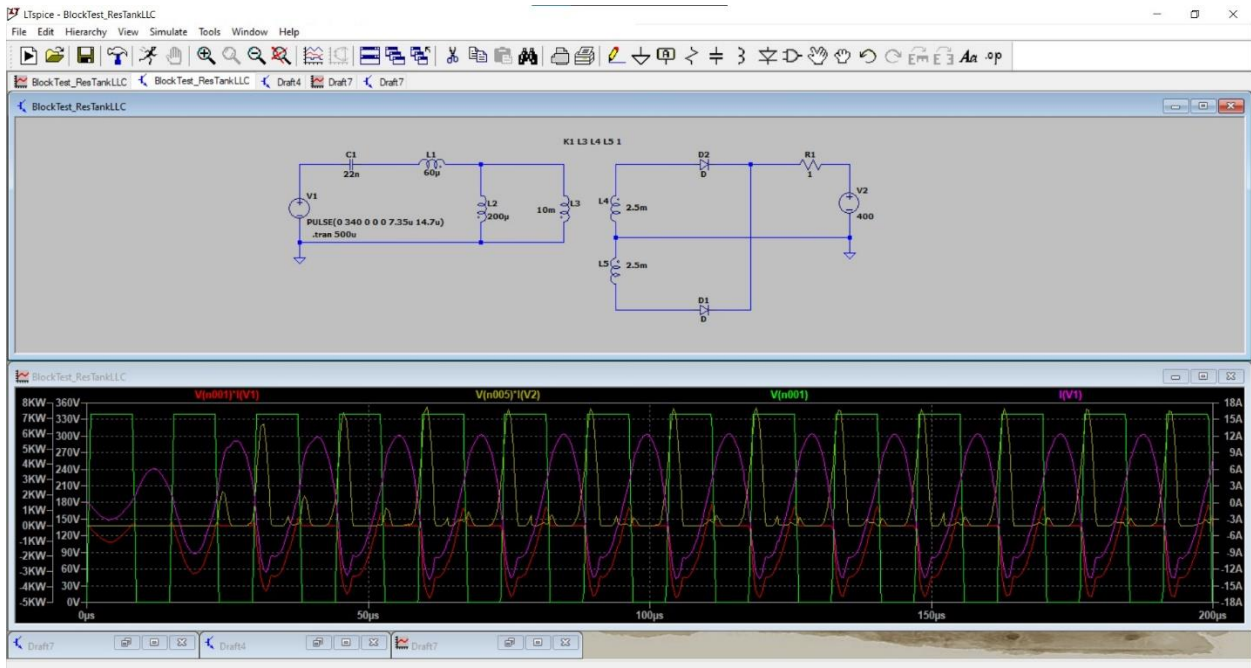 LTspice - BlockTest_ResTankLLC
File Edit Hierarchy View Simulate Tools Window Help
Aa .op
BlockTest_ResTankLLC BlockTest_ResTankLLC Draft4 Draft7 Draft7
BlockTest_ResTankLLC
K1 L3 L4 L5 1
C1 L1 D2 R1
22n 60µ D 1
V1 L2 L3 L4 V2
200µ 10m 2.5m 400
PULSE(0 340 0 0 0 7.35u 14.7u)
.tran 500u
L5 2.5m
D1
D
BlockTest_ResTankLLC
V(n001)*I(V1) V(n005)*I(V2) V(n001) I(V1)
8KW 360V 18A
7KW 330V 15A
6KW 300V 12A
5KW 270V 9A
4KW 240V 6A
3KW 210V 3A
2KW 180V 0A
1KW
0KW 150V -3A
-1KW 120V -6A
-2KW 90V -9A
-3KW 60V -12A
-4KW 30V -15A
-5KW 0V -18A
0µs 50µs 100µs 150µs 200µs
Draft7 Draft4 Draft7